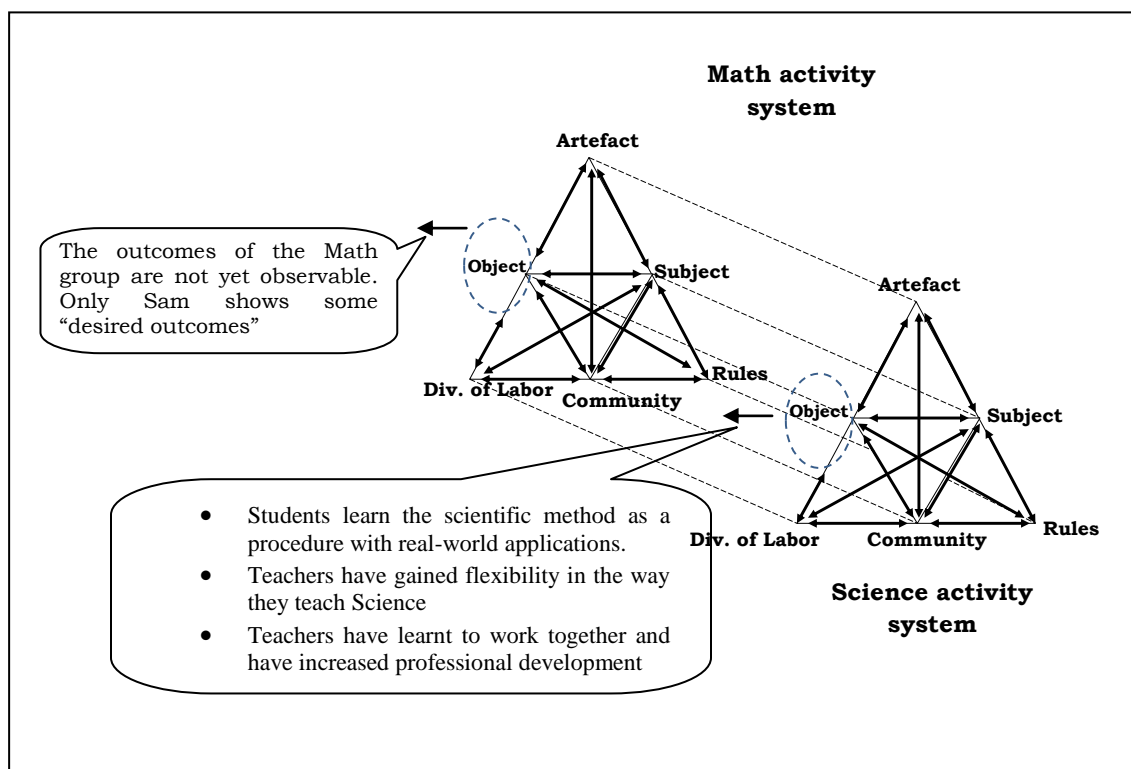 Math activity
system
Artefact
The outcomes of the Math
group are not yet observable.
Only Sam shows some
“desired outcomes”
Object
Subject
Artefact
Div. of Labor
Community
Rules
Object
Subject
• Students learn the scientific method as a
procedure with real-world applications.
• Teachers have gained flexibility in the way
they teach Science
• Teachers have learnt to work together and
have increased professional development
Div. of Labor
Community
Rules
Science activity
system